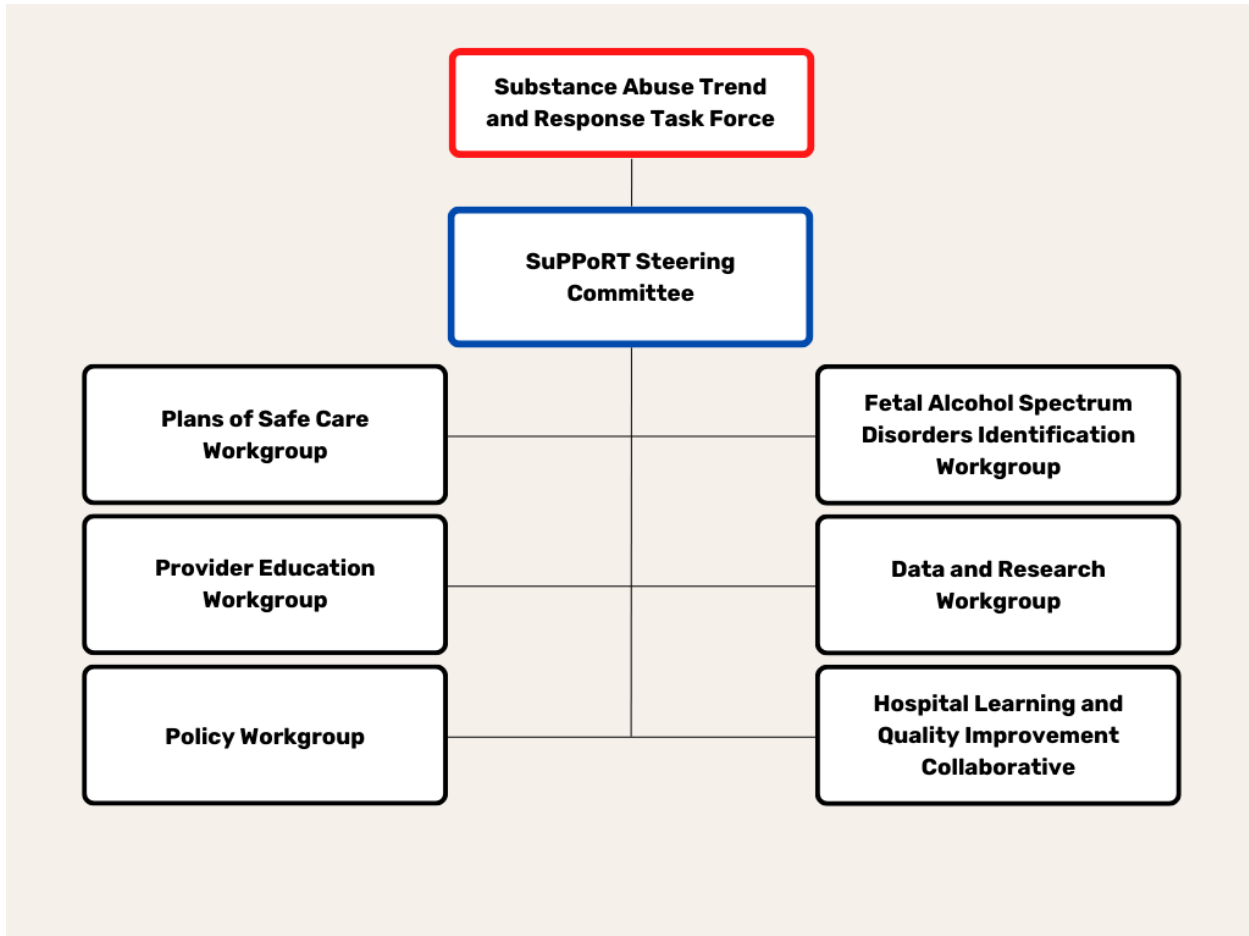 Substance Abuse Trend
and Response Task Force
SuPPoRT Steering
Committee
Plans of Safe Care
Workgroup
Fetal Alcohol Spectrum
Disorders Identification
Workgroup
Provider Education
Workgroup
Data and Research
Workgroup
Policy Workgroup
Hospital Learning and
Quality Improvement
Collaborative